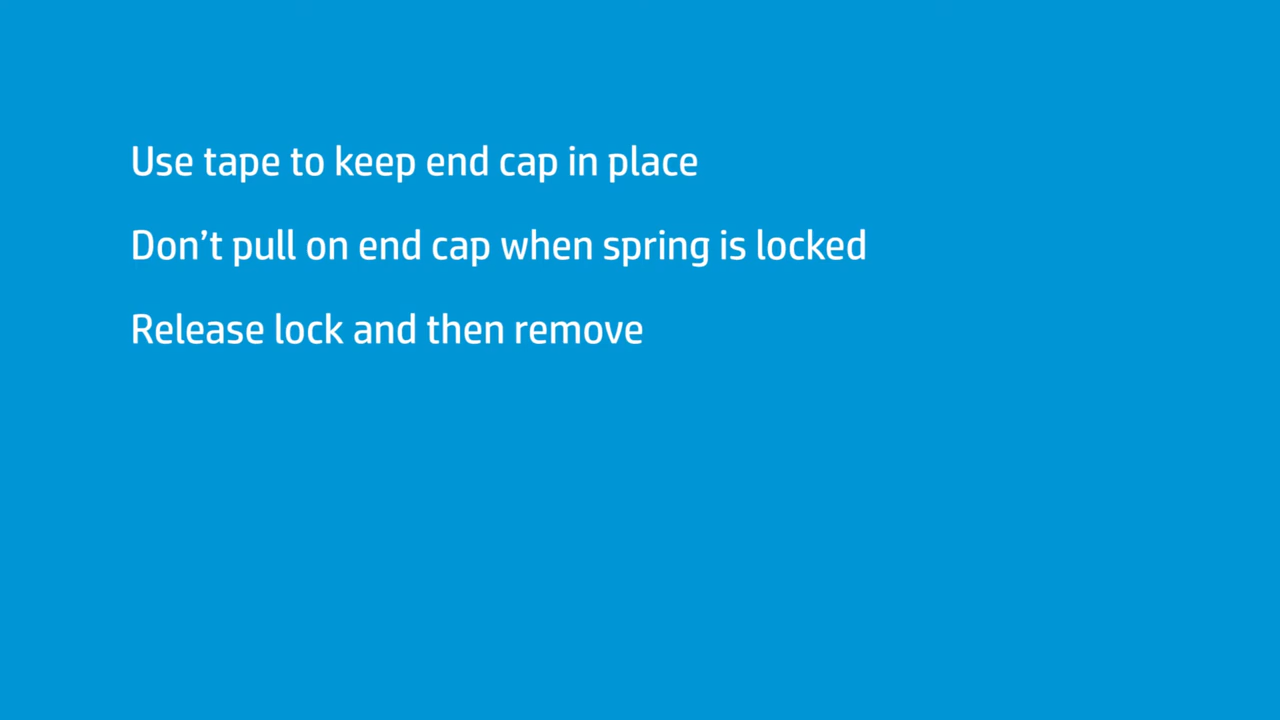 Use tape to keep end cap in place
Don’t pull on end cap when spring is locked
Release lock and then remove